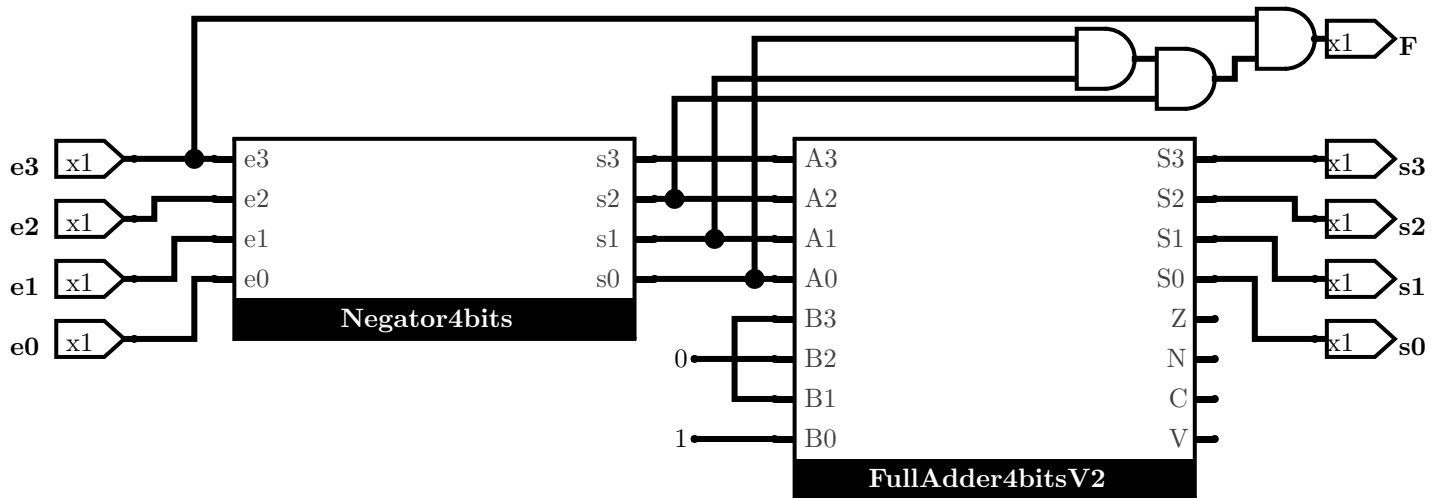 x1 F
e3 x1 e3 s3 A3 S3 x1 s3
e2 x1 e2 s2 A2 S2 x1 s2
e1 x1 e1 s1 A1 S1 x1 s1
e0 x1 e0 s0 A0 S0 x1 s0
Negator4bits
B3 Z
0 B2 N
B1 C
1 B0 V
FullAdder4bitsV2